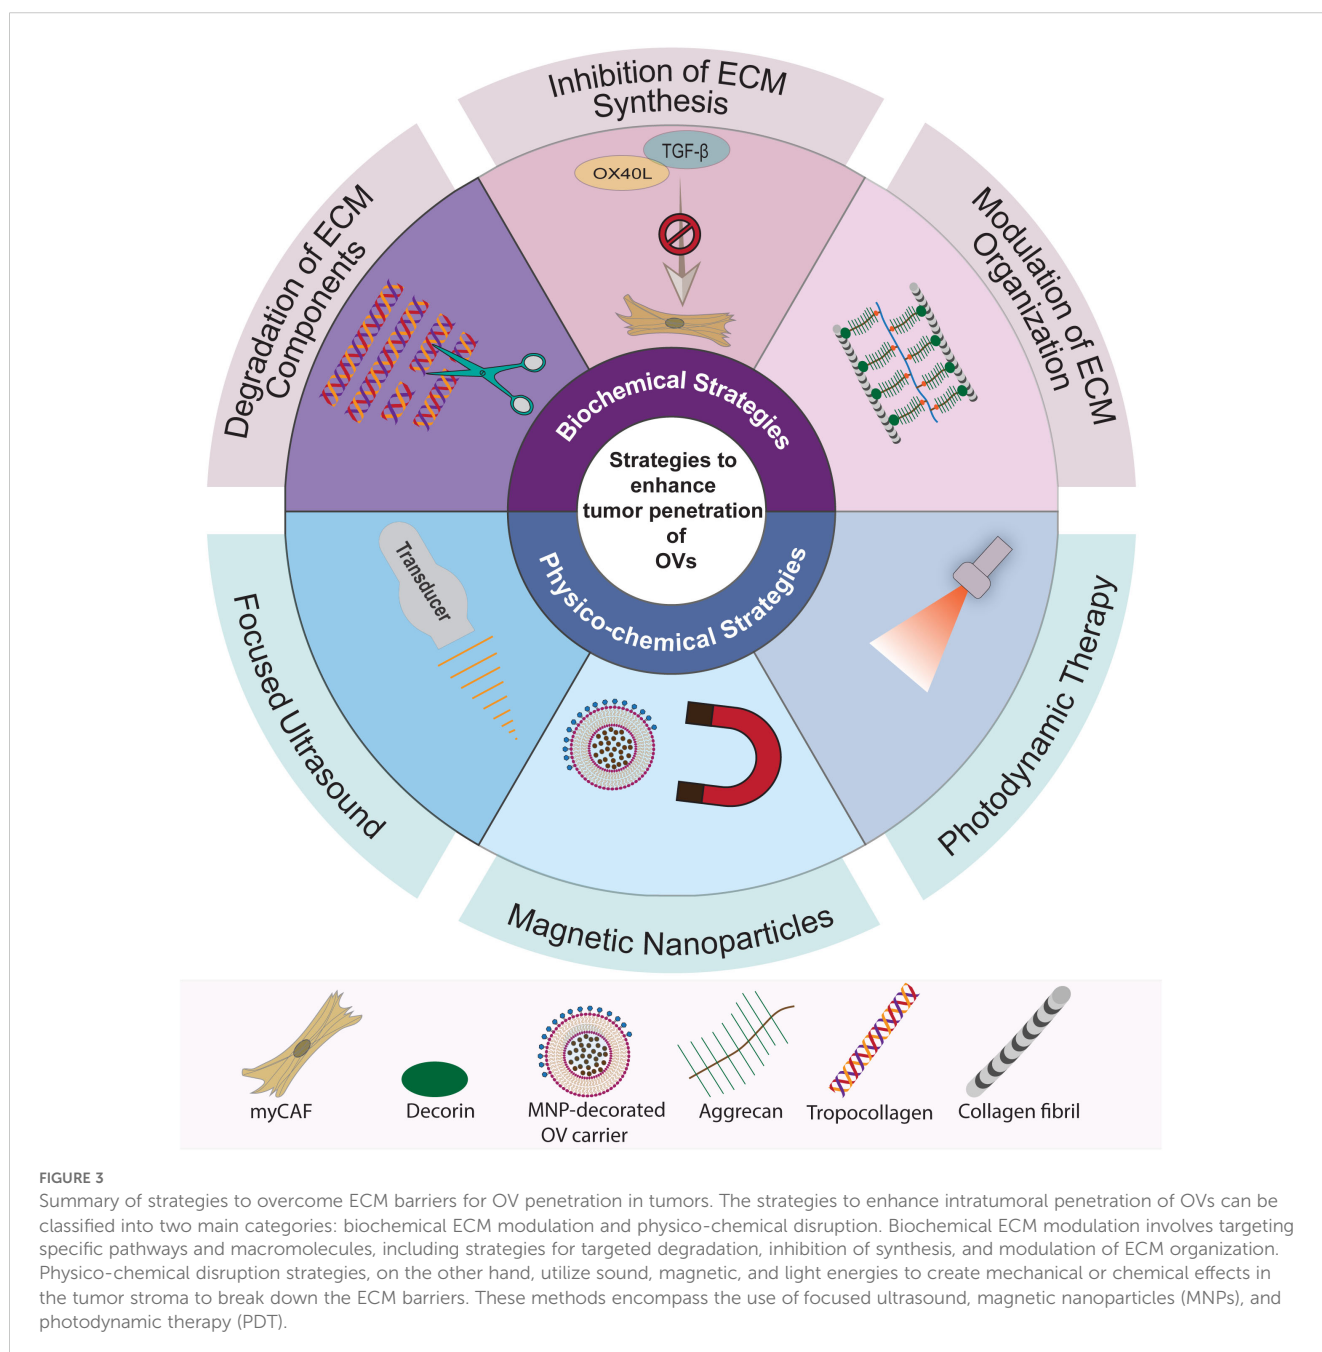 Inhibition of ECM
Synthesis
TGF-β
OX40L
Degradation of ECM
Components
Modulation of ECM
Organization
Biochemical Strategies
Strategies to
enhance
tumor penetration
of
OVs
Physico-chemical Strategies
Transducer
Focused Ultrasound
Photodynamic Therapy
Magnetic Nanoparticles
myCAF
Decorin
MNP-decorated
OV carrier
Aggrecan
Tropocollagen
Collagen fibril
FIGURE 3
Summary of strategies to overcome ECM barriers for OV penetration in tumors. The strategies to enhance intratumoral penetration of OVs can be
classified into two main categories: biochemical ECM modulation and physico-chemical disruption. Biochemical ECM modulation involves targeting
specific pathways and macromolecules, including strategies for targeted degradation, inhibition of synthesis, and modulation of ECM organization.
Physico-chemical disruption strategies, on the other hand, utilize sound, magnetic, and light energies to create mechanical or chemical effects in
the tumor stroma to break down the ECM barriers. These methods encompass the use of focused ultrasound, magnetic nanoparticles (MNPs), and
photodynamic therapy (PDT).